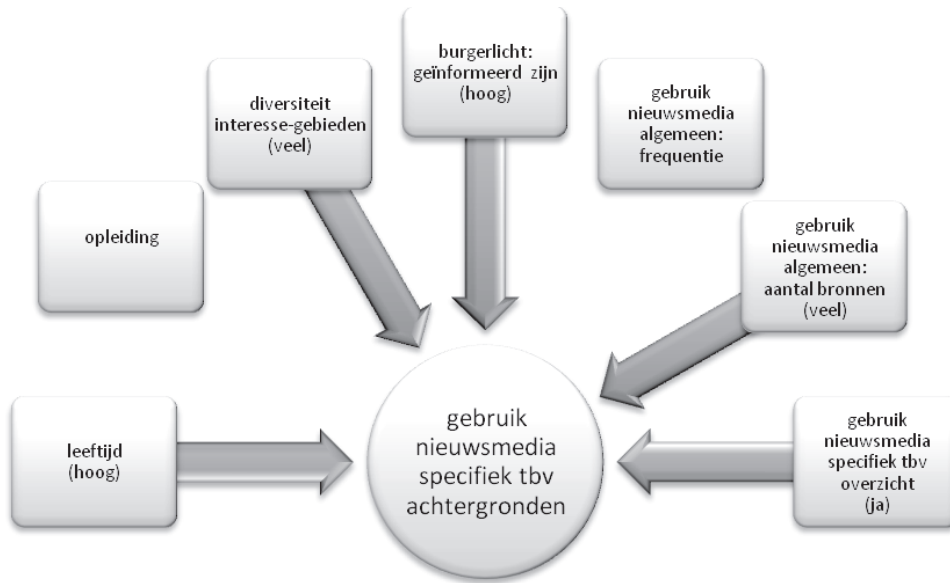 burgerlicht:
geïnformeerd zijn
(hoog)
diversiteit
interesse-gebieden
(veel)
gebruik
nieuwsmedia
algemeen:
frequentie
opleiding
gebruik
nieuwsmedia
algemeen:
aantal bronnen
(veel)
leeftijd
(hoog)
gebruik
nieuwsmedia
specifiek tbv
achtergronden
gebruik
nieuwsmedia
specifiek tbv
overzicht
(ja)